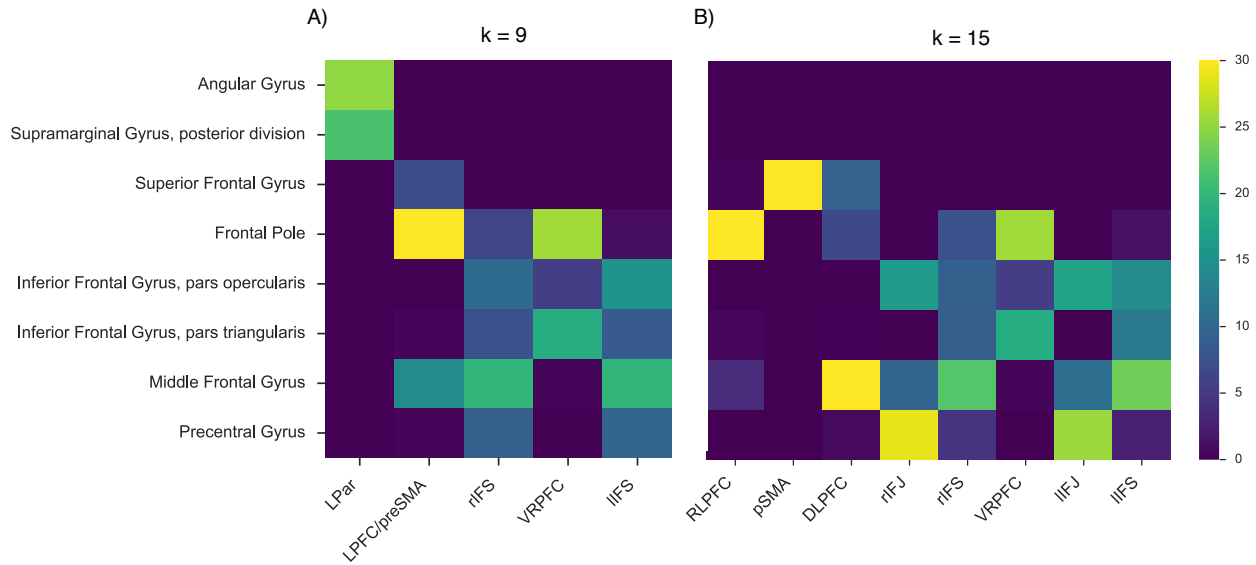 A)
B)
k = 9
k = 15
Angular Gyrus
Supramarginal Gyrus, posterior division
Superior Frontal Gyrus
Frontal Pole
Inferior Frontal Gyrus, pars opercularis
Inferior Frontal Gyrus, pars triangularis
Middle Frontal Gyrus
Precentral Gyrus
LPar
LPFC/preSMA
rIFS
VRPFC
lIFS
RLPFC
pSMA
DLPFC
rIFJ
rIFS
VRPFC
lIFJ
lIFS
30
25
20
15
10
5
0